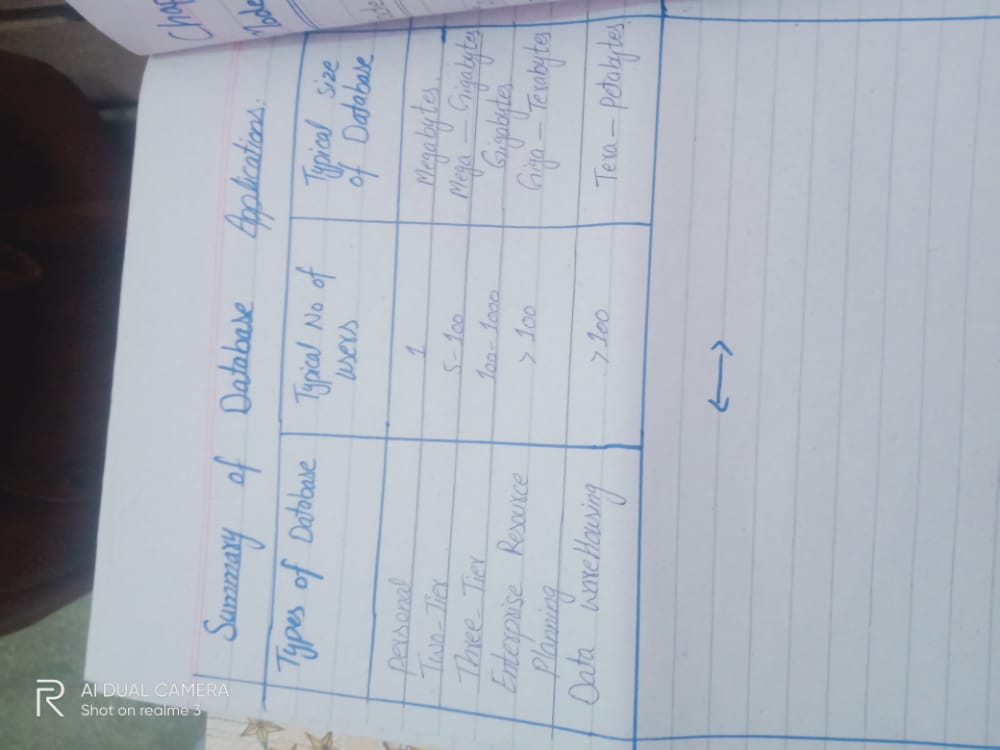 Chap
Summary of Database Applications.
Types of Database Typical No of users Typical size of Database
Personal 1 Megabytes.
Two-Tier 5-100 Mega - Gigabytes
Three-Tier 100-1000 Gigabytes
Enterprise Resource Planning > 100 Giga - Terabytes
Data wareHousing > 100 Tera - Petabytes.
R AI DUAL CAMERA
Shot on realme 3